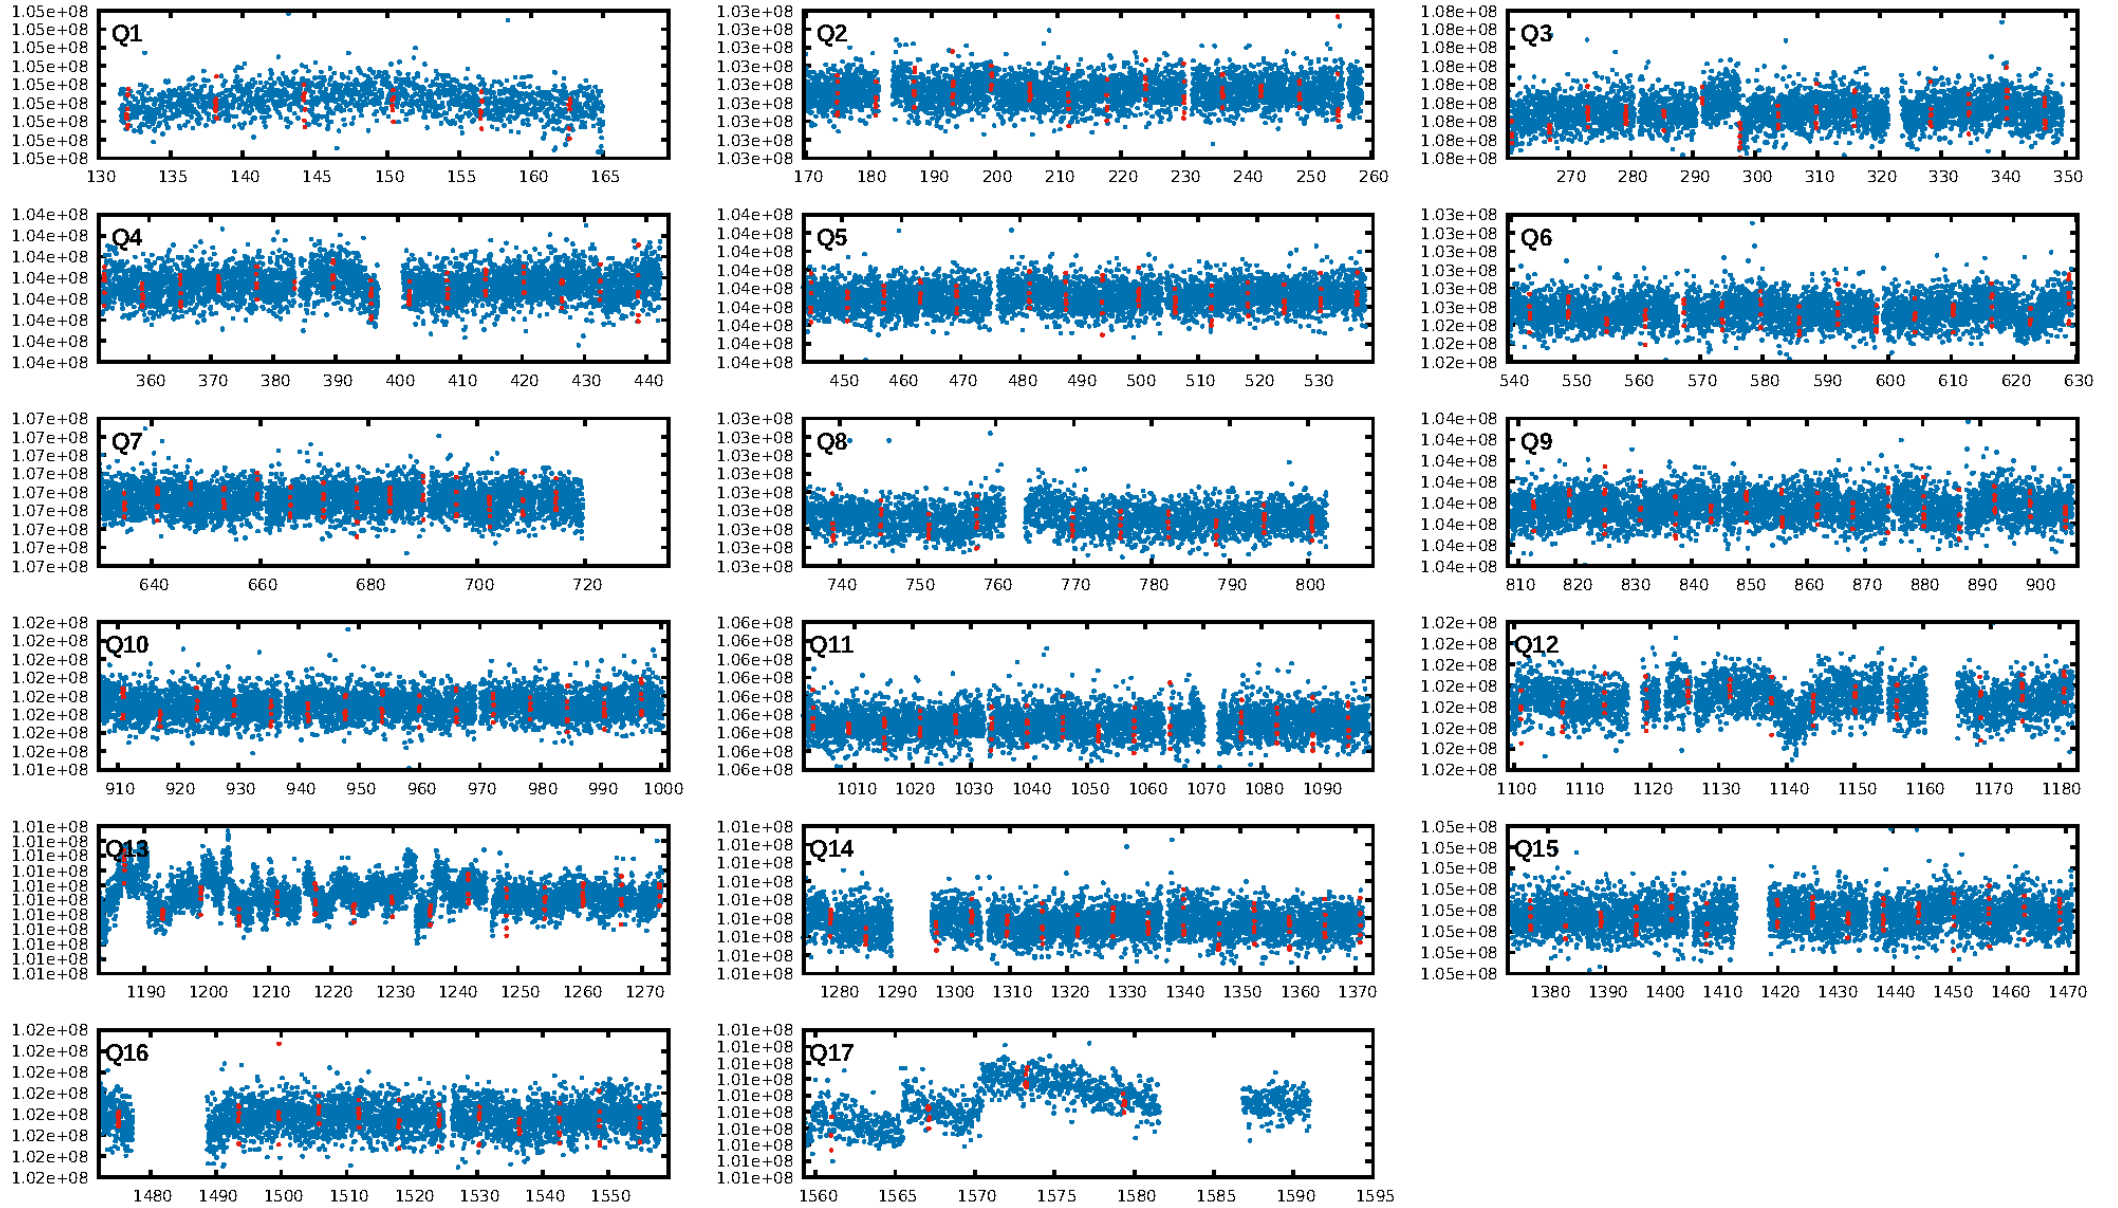 1.05e+08
1.05e+08
1.05e+08
1.05e+08
1.05e+08
1.05e+08
1.05e+08
1.05e+08
1.05e+08
Q1
130 135 140 145 150 155 160 165
1.03e+08
1.03e+08
1.03e+08
1.03e+08
1.03e+08
1.03e+08
1.03e+08
1.03e+08
1.03e+08
Q2
170 180 190 200 210 220 230 240 250 260
1.08e+08
1.08e+08
1.08e+08
1.08e+08
1.08e+08
1.08e+08
1.08e+08
1.08e+08
1.08e+08
Q3
270 280 290 300 310 320 330 340 350
1.04e+08
1.04e+08
1.04e+08
1.04e+08
1.04e+08
1.04e+08
1.04e+08
1.04e+08
Q4
360 370 380 390 400 410 420 430 440
1.04e+08
1.04e+08
1.04e+08
1.04e+08
1.04e+08
1.04e+08
1.04e+08
1.04e+08
1.04e+08
Q5
450 460 470 480 490 500 510 520 530
1.03e+08
1.03e+08
1.03e+08
1.03e+08
1.03e+08
1.03e+08
1.02e+08
1.02e+08
1.02e+08
Q6
540 550 560 570 580 590 600 610 620 630
1.07e+08
1.07e+08
1.07e+08
1.07e+08
1.07e+08
1.07e+08
1.07e+08
1.07e+08
1.07e+08
Q7
640 660 680 700 720
1.03e+08
1.03e+08
1.03e+08
1.03e+08
1.03e+08
1.03e+08
1.03e+08
1.03e+08
1.03e+08
Q8
740 750 760 770 780 790 800
1.04e+08
1.04e+08
1.04e+08
1.04e+08
1.04e+08
1.04e+08
1.04e+08
1.04e+08
Q9
810 820 830 840 850 860 870 880 890 900
1.02e+08
1.02e+08
1.02e+08
1.02e+08
1.02e+08
1.02e+08
1.02e+08
1.02e+08
1.01e+08
Q10
910 920 930 940 950 960 970 980 990 1000
1.06e+08
1.06e+08
1.06e+08
1.06e+08
1.06e+08
1.06e+08
1.06e+08
1.06e+08
1.06e+08
Q11
1010 1020 1030 1040 1050 1060 1070 1080 1090
1.02e+08
1.02e+08
1.02e+08
1.02e+08
1.02e+08
1.02e+08
1.02e+08
1.02e+08
Q12
1100 1110 1120 1130 1140 1150 1160 1170 1180
1.01e+08
1.01e+08
1.01e+08
1.01e+08
1.01e+08
1.01e+08
1.01e+08
1.01e+08
1.01e+08
1.01e+08
1.01e+08
Q13
1190 1200 1210 1220 1230 1240 1250 1260 1270
1.01e+08
1.01e+08
1.01e+08
1.01e+08
1.01e+08
1.01e+08
1.01e+08
1.01e+08
1.01e+08
Q14
1280 1290 1300 1310 1320 1330 1340 1350 1360 1370
1.05e+08
1.05e+08
1.05e+08
1.05e+08
1.05e+08
1.05e+08
1.05e+08
1.05e+08
Q15
1380 1390 1400 1410 1420 1430 1440 1450 1460 1470
1.02e+08
1.02e+08
1.02e+08
1.02e+08
1.02e+08
1.02e+08
1.02e+08
1.02e+08
Q16
1480 1490 1500 1510 1520 1530 1540 1550
1.01e+08
1.01e+08
1.01e+08
1.01e+08
1.01e+08
1.01e+08
1.01e+08
1.01e+08
1.01e+08
1.01e+08
Q17
1560 1565 1570 1575 1580 1585 1590 1595